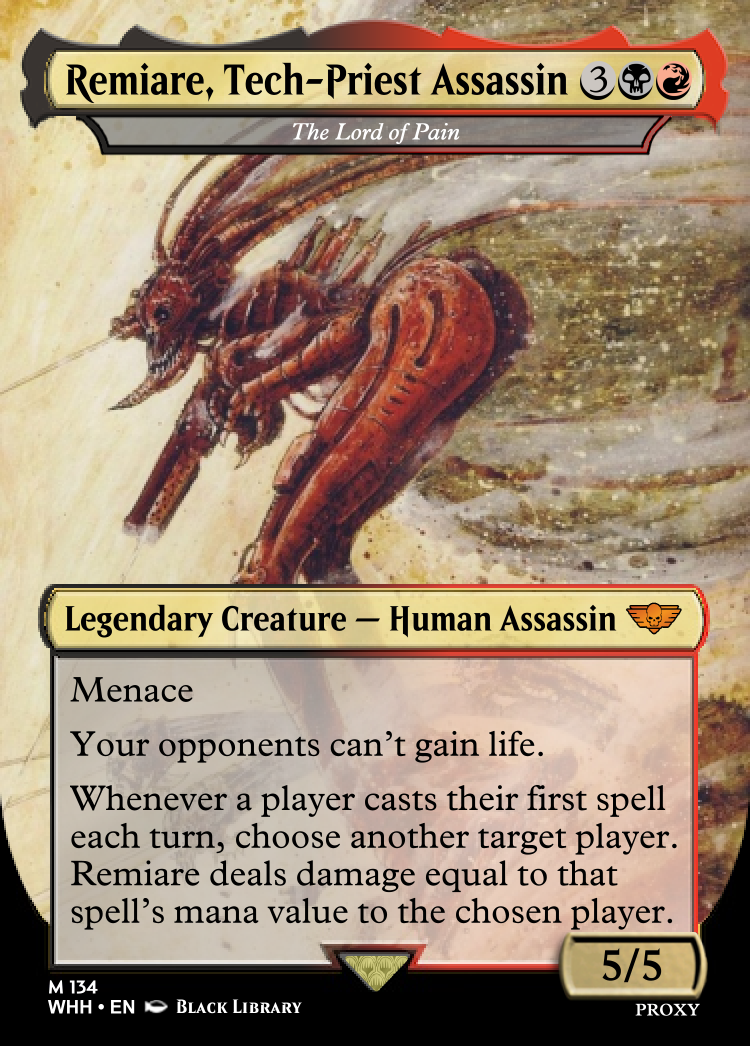 Remiare, Tech-Priest Assassin 3
The Lord of Pain
Legendary Creature — Human Assassin
Menace
Your opponents can't gain life.
Whenever a player casts their first spell
each turn, choose another target player.
Remiare deals damage equal to that
spell's mana value to the chosen player.
5/5
M 134
WHH • EN BLACK LIBRARY
PROXY